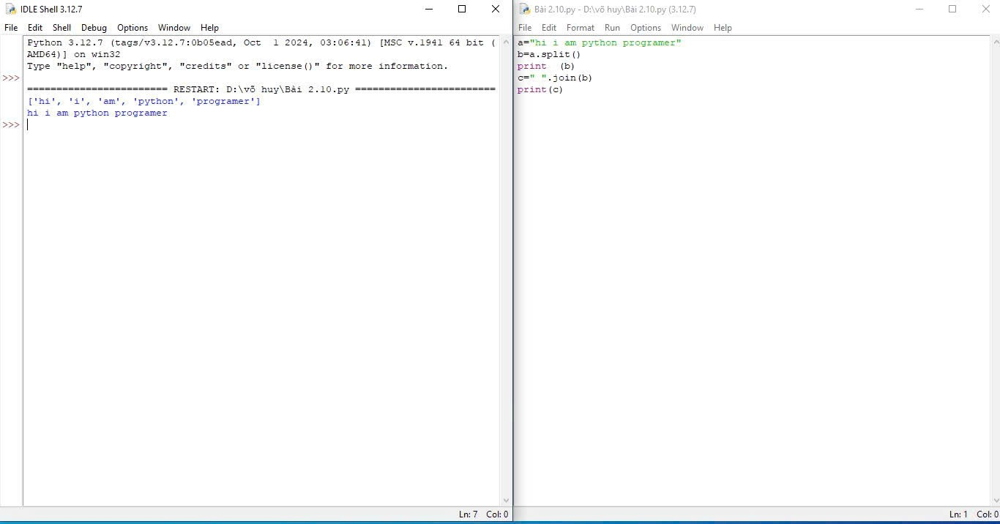 IDLE Shell 3.12.7
File Edit Shell Debug Options Window Help
Python 3.12.7 (tags/v3.12.7:0b05ead, Oct  1 2024, 03:06:41) [MSC v.1941 64 bit (
AMD64)] on win32
Type "help", "copyright", "credits" or "license()" for more information.
>>>
======================== RESTART: D:\võ huy\Bài 2.10.py ========================
['hi', 'i', 'am', 'python', 'programer']
hi i am python programer
>>>
Ln: 7 Col: 0
Bài 2.10.py - D:\võ huy\Bài 2.10.py (3.12.7)
File Edit Format Run Options Window Help
a="hi i am python programer"
b=a.split()
print  (b)
c=" ".join(b)
print(c)
Ln: 1 Col: 0